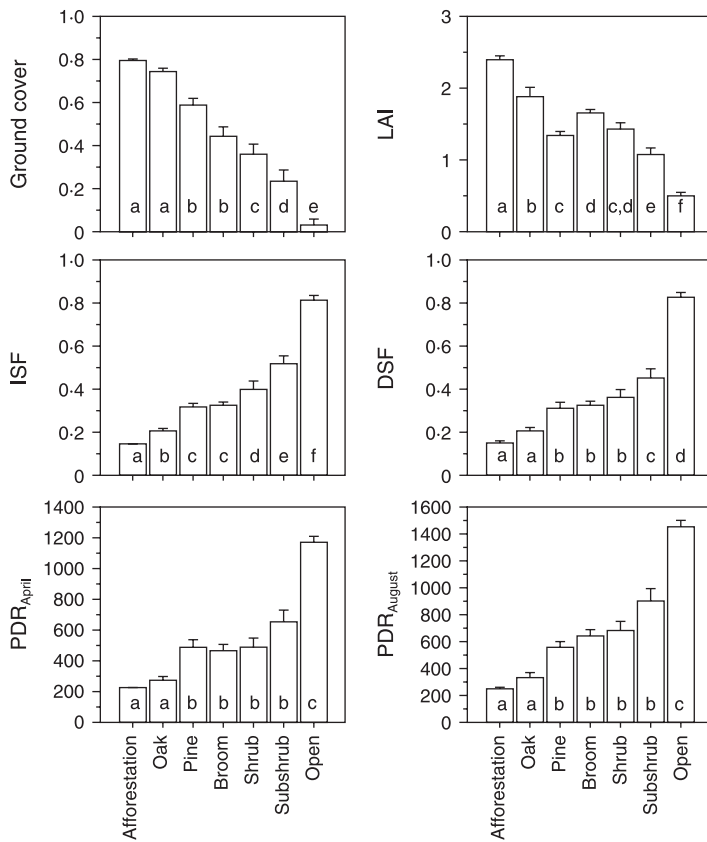 Ground cover
1·0
0·8
0·6
0·4
0·2
0
a a b b c d e
LAI
3
2
1
0
a b c d c,d e f
ISF
1·0
0·8
0·6
0·4
0·2
0
a b c c d e f
DSF
1·0
0·8
0·6
0·4
0·2
0
a a b b b c d
PDRApril
1400
1200
1000
800
600
400
200
0
a a b b b b c
Afforestation
Oak
Pine
Broom
Shrub
Subshrub
Open
PDRAugust
1600
1400
1200
1000
800
600
400
200
0
a a b b b b c
Afforestation
Oak
Pine
Broom
Shrub
Subshrub
Open